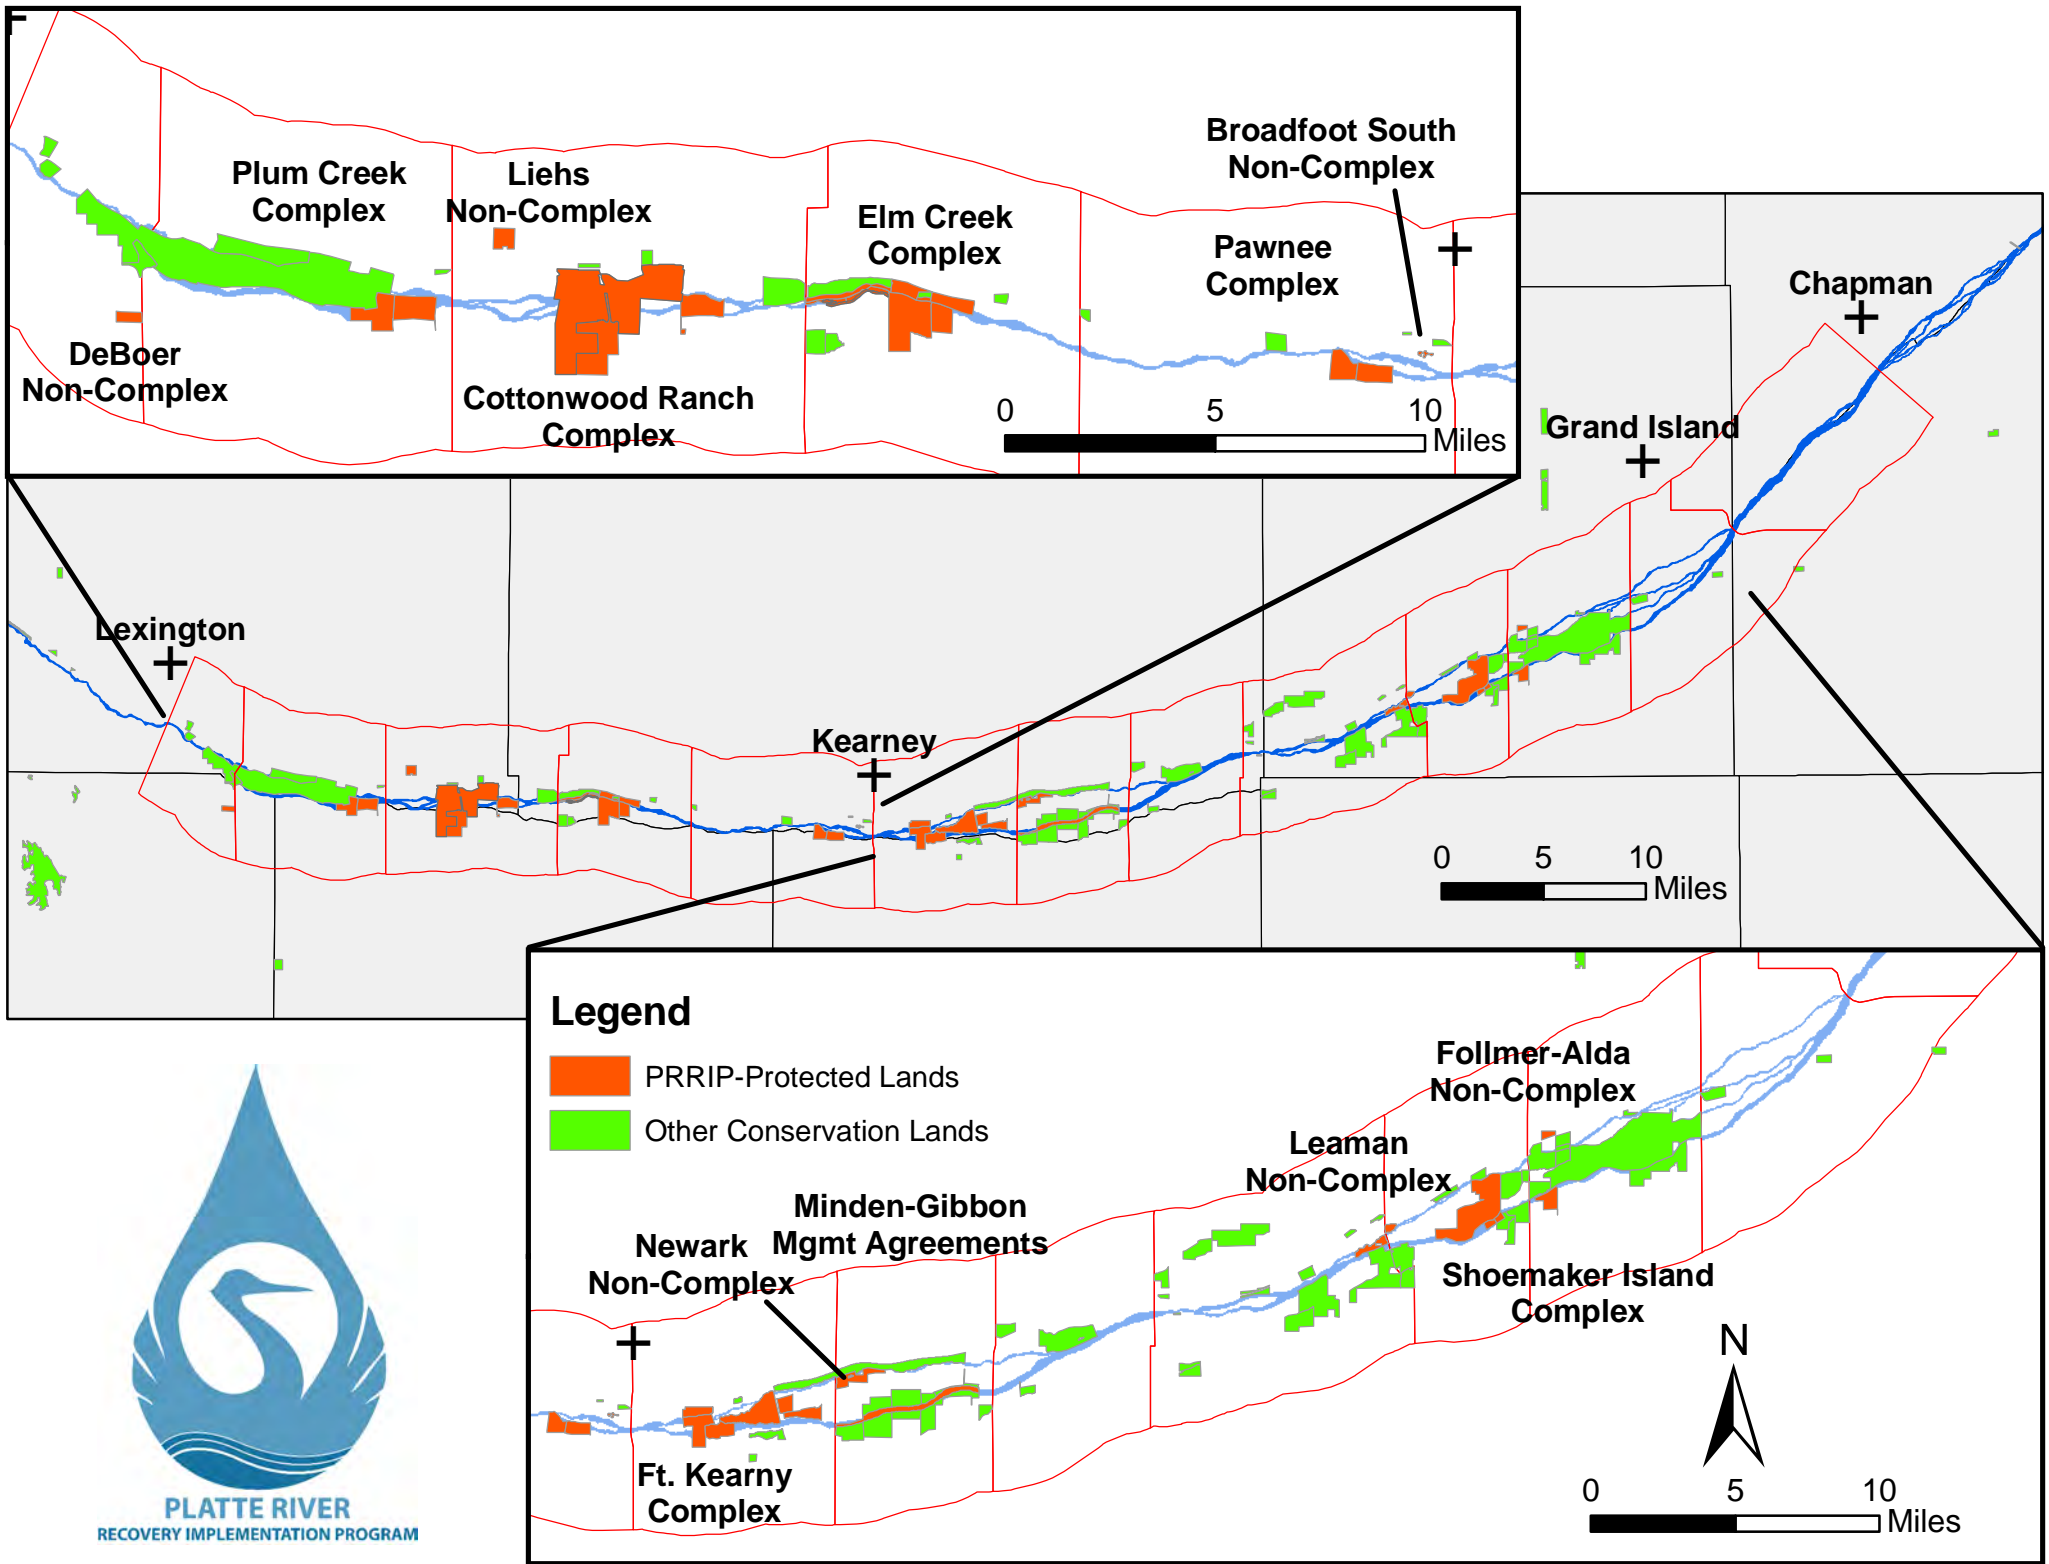 Broadfoot South
Non-Complex
Plum Creek
Complex
Liehs
Non-Complex
Elm Creek
Complex
Pawnee
Complex
DeBoer
Non-Complex
Cottonwood Ranch
Complex
0 5 10
Miles
Chapman
Grand Island
Lexington
Kearney
0 5 10
Miles
Legend
PRRIP-Protected Lands
Other Conservation Lands
Follmer-Alda
Non-Complex
Leaman
Non-Complex
Minden-Gibbon
Mgmt Agreements
Newark
Non-Complex
Shoemaker Island
Complex
Ft. Kearny
Complex
N
0 5 10
Miles
PLATTE RIVER
RECOVERY IMPLEMENTATION PROGRAM